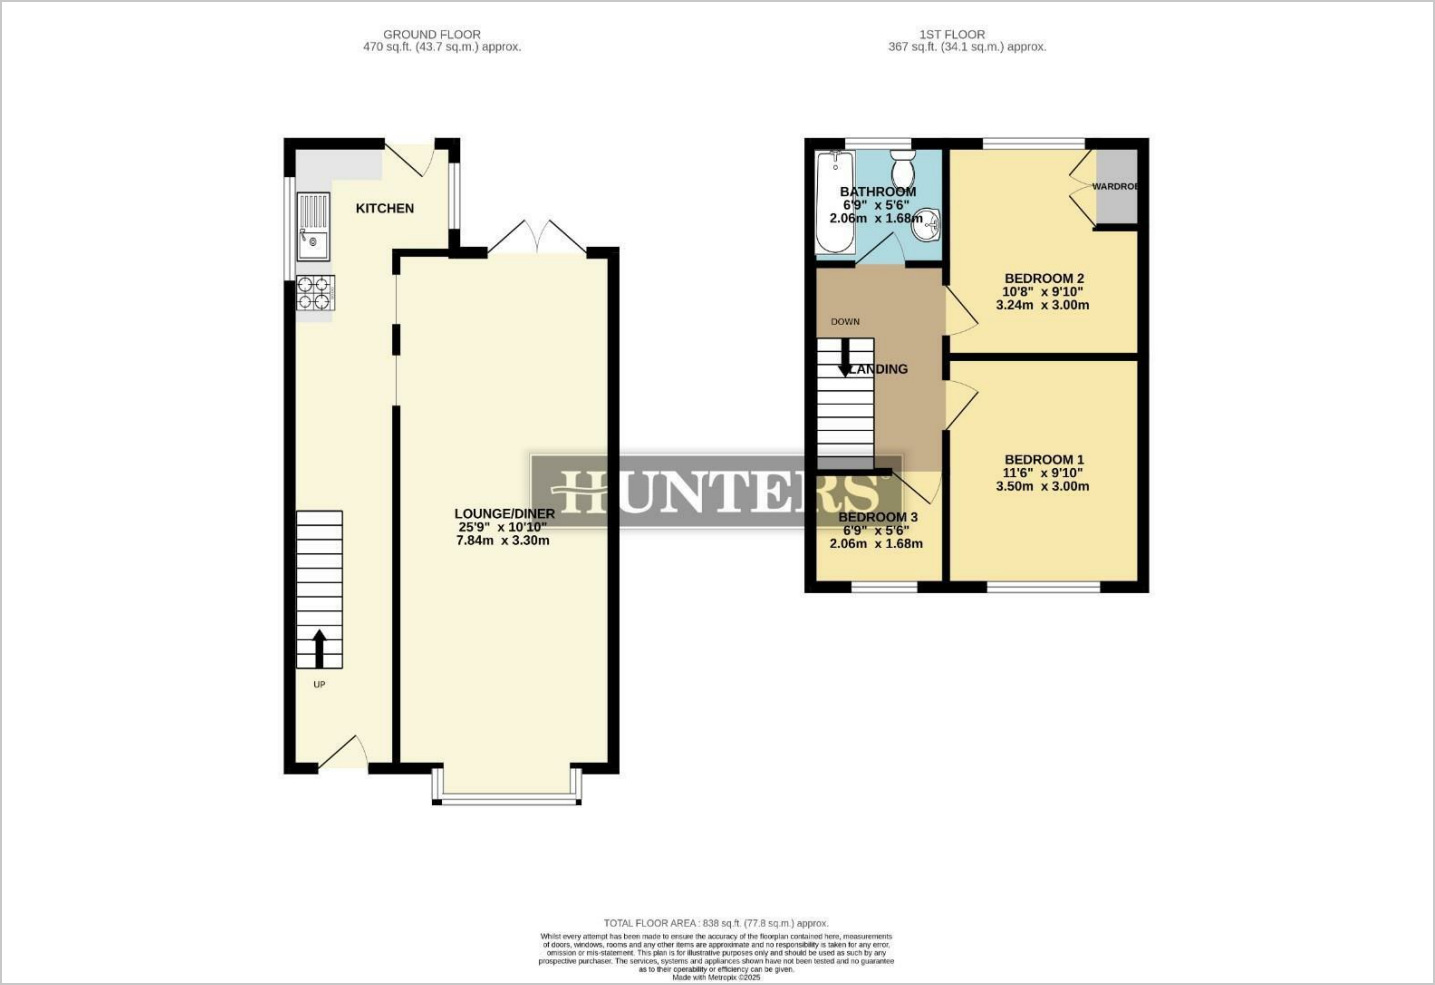 GROUND FLOOR
470 sq.ft. (43.7 sq.m.) approx.
1ST FLOOR
367 sq.ft. (34.1 sq.m.) approx.
KITCHEN
UP
LOUNGE/DINER
25'9" x 10'10"
7.84m x 3.30m
BATHROOM
6'9" x 5'6"
2.06m x 1.68m
WARDROBE
BEDROOM 2
10'8" x 9'10"
3.24m x 3.00m
DOWN
LANDING
BEDROOM 1
11'6" x 9'10"
3.50m x 3.00m
HUNTERS
BEDROOM 3
6'9" x 5'6"
2.06m x 1.68m
TOTAL FLOOR AREA : 838 sq.ft. (77.8 sq.m.) approx.
Whilst every attempt has been made to ensure the accuracy of the floorplan contained here, measurements
of doors, windows, rooms and any other items are approximate and no responsibility is taken for any error,
omission or mis-statement. This plan is for illustrative purposes only and should be used as such by any
prospective purchaser. The services, systems and appliances shown have not been tested and no guarantee
as to their operability or efficiency can be given.
Made with Metropix ©2025